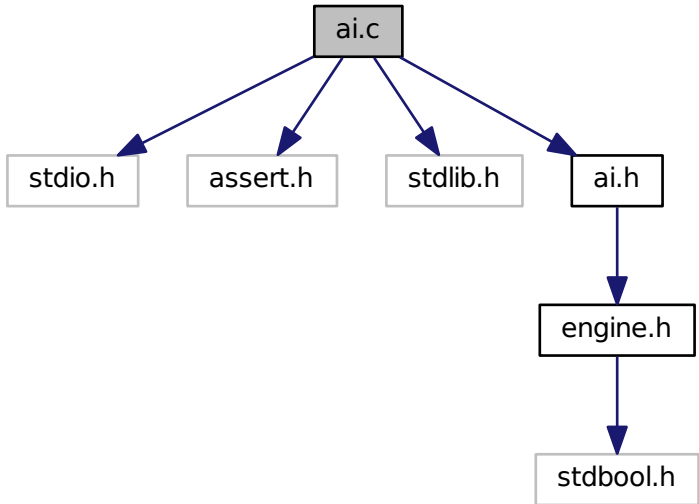 ai.c
stdio.h
assert.h
stdlib.h
ai.h
engine.h
stdbool.h